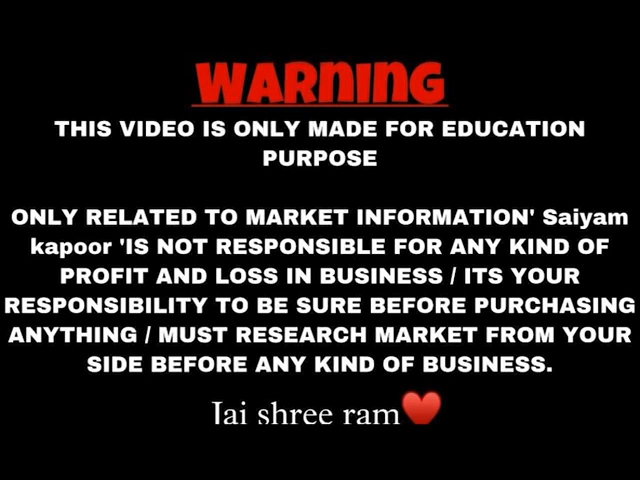 WARNING
THIS VIDEO IS ONLY MADE FOR EDUCATION
PURPOSE
ONLY RELATED TO MARKET INFORMATION' Saiyam
kapoor 'IS NOT RESPONSIBLE FOR ANY KIND OF
PROFIT AND LOSS IN BUSINESS / ITS YOUR
RESPONSIBILITY TO BE SURE BEFORE PURCHASING
ANYTHING / MUST RESEARCH MARKET FROM YOUR
SIDE BEFORE ANY KIND OF BUSINESS.
Jai shree ram♥️